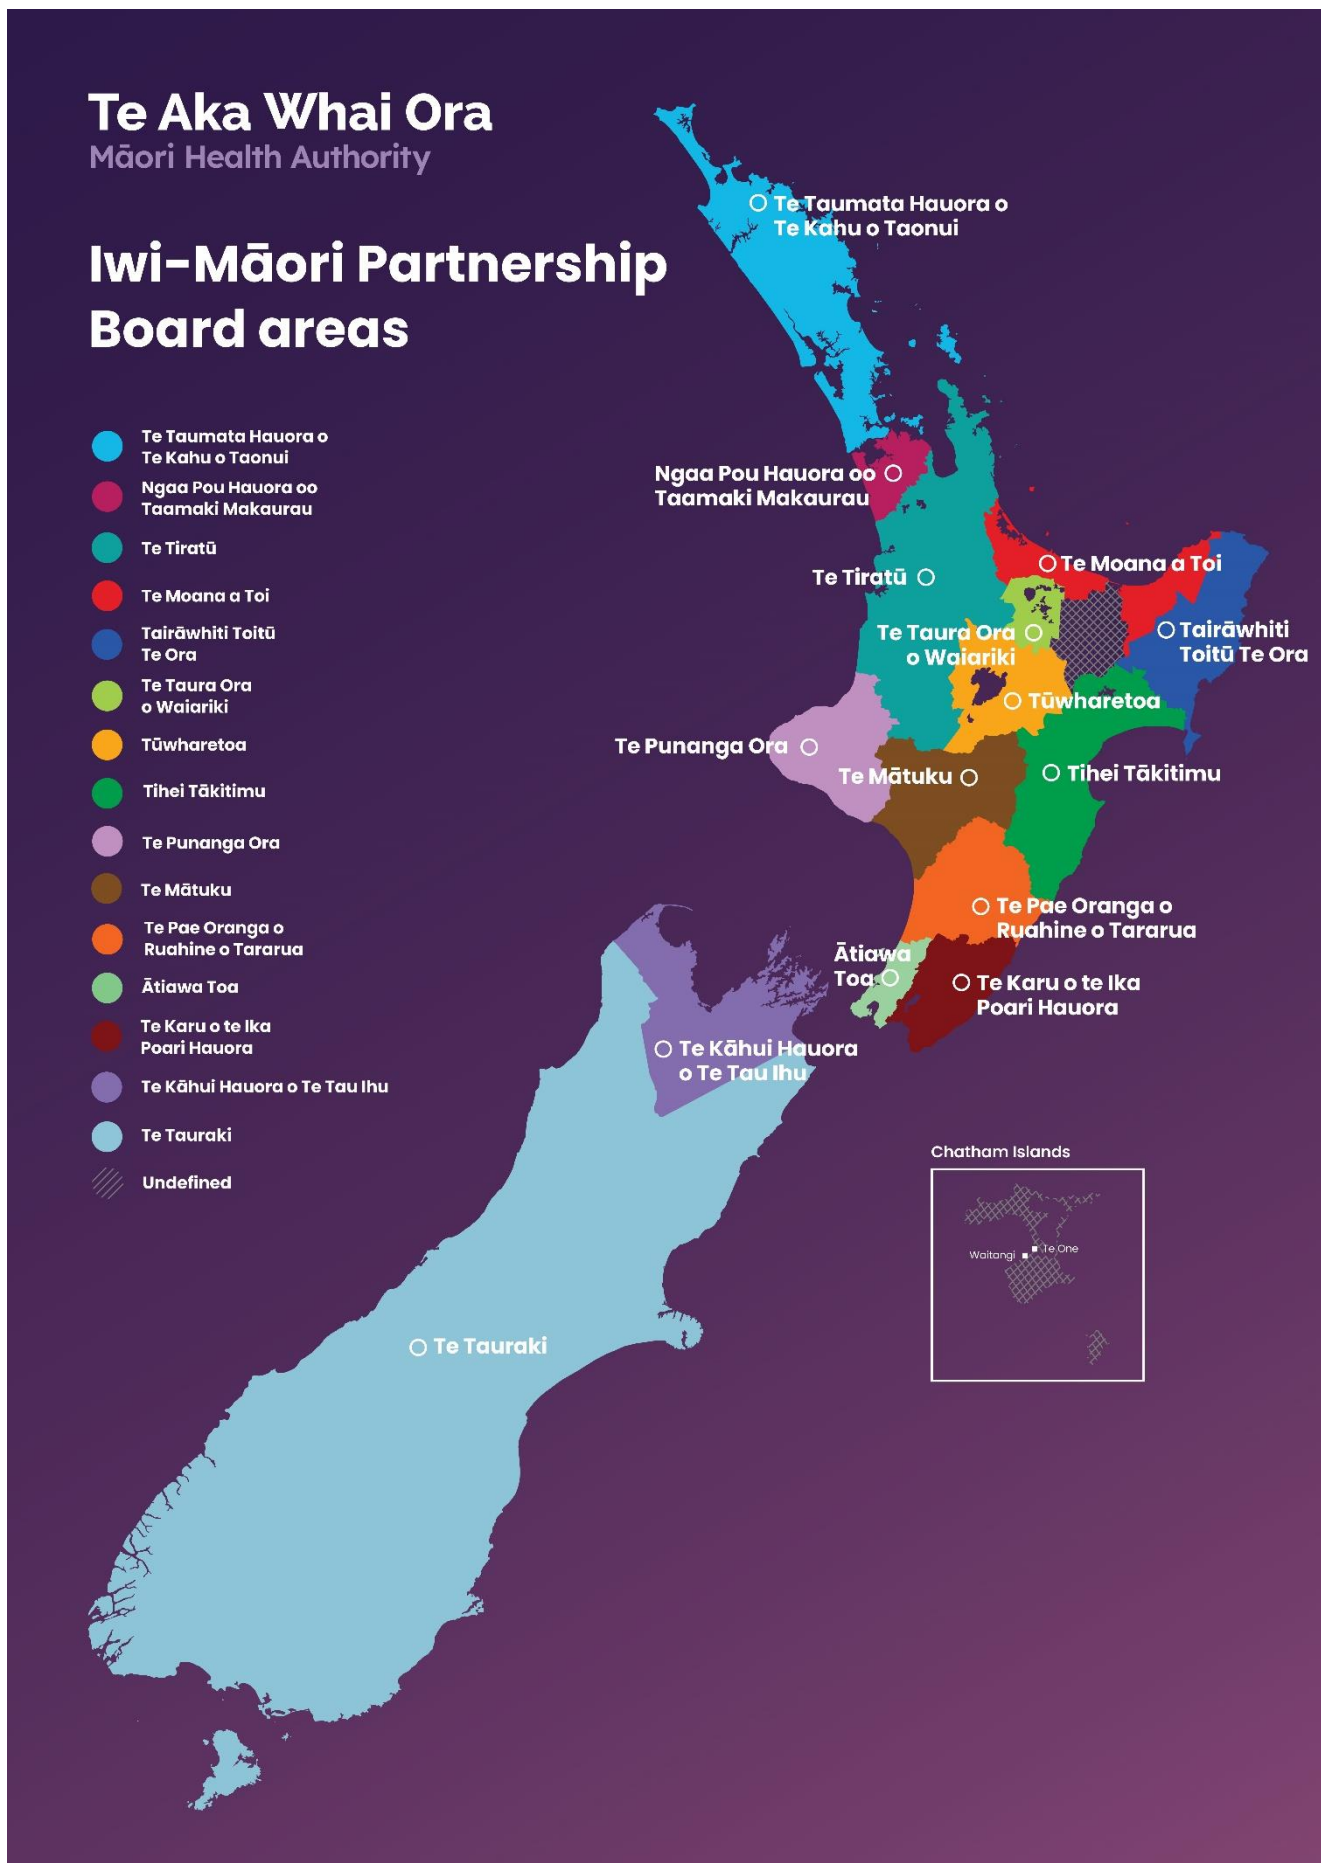 Te Aka Whai Ora
Māori Health Authority
Iwi-Māori Partnership
Board areas
Te Taumata Hauora o
Te Kahu o Taonui
Ngaa Pou Hauora oo
Taamaki Makaurau
Te Tiratū
Te Moana a Toi
Tairāwhiti Toitū
Te Ora
Te Taura Ora
o Waiariki
Tūwharetoa
Tihei Tākitimu
Te Punanga Ora
Te Mātuku
Te Pae Oranga o
Ruahine o Tararua
Ātiawa Toa
Te Karu o te Ika
Poari Hauora
Te Kāhui Hauora o Te Tau Ihu
Te Tauraki
Undefined
Te Taumata Hauora o
Te Kahu o Taonui
Ngaa Pou Hauora oo
Taamaki Makaurau
Te Moana a Toi
Te Tiratū
Te Taura Ora
o Waiariki
Tairāwhiti
Toitū Te Ora
Tūwharetoa
Te Punanga Ora
Te Mātuku
Tihei Tākitimu
Te Pae Oranga o
Ruahine o Tararua
Ātiawa
Toa
Te Karu o te Ika
Poari Hauora
Te Kāhui Hauora
o Te Tau Ihu
Te Tauraki
Chatham Islands
Te One
Waitangi